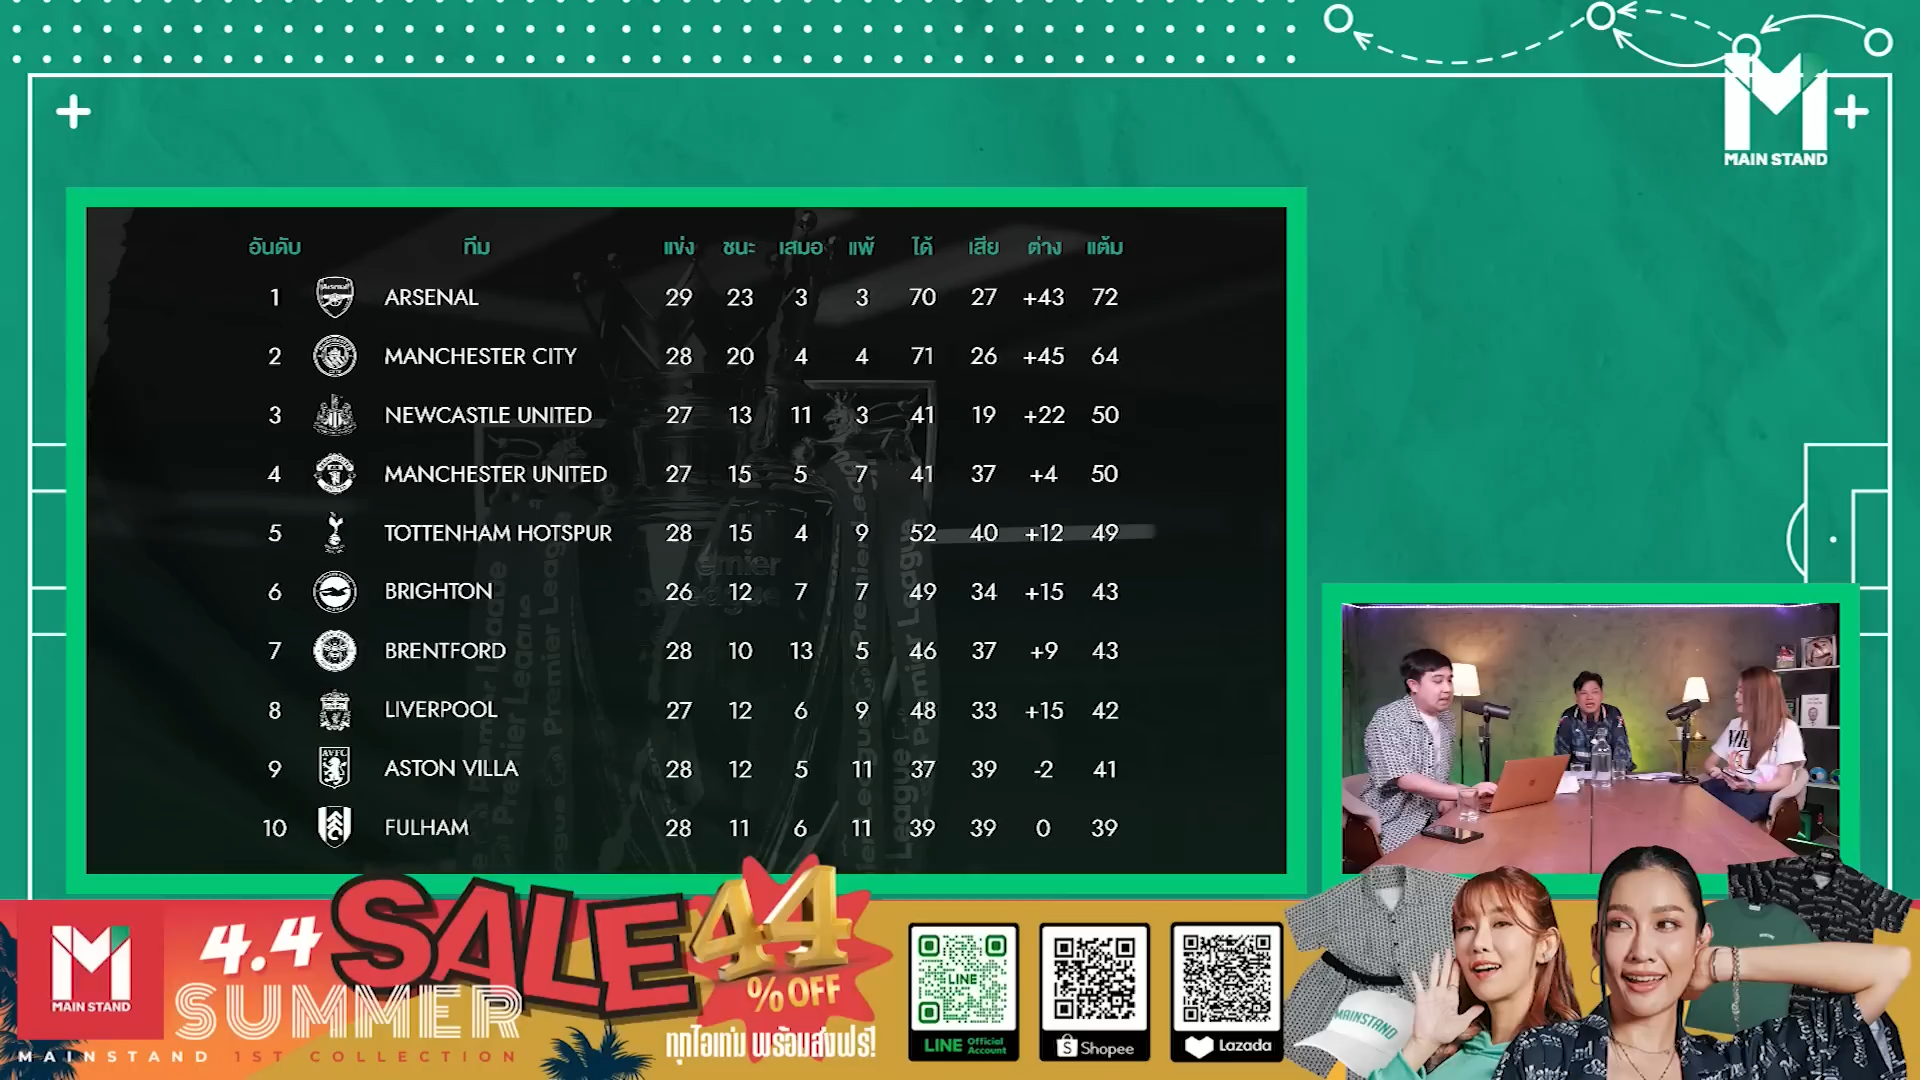 MAIN STAND
อันดับ ทีม แข่ง ชนะ เสมอ แพ้ ได้ เสีย ต่าง แต้ม
1 ARSENAL 29 23 3 3 70 27 +43 72
2 MANCHESTER CITY 28 20 4 4 71 26 +45 64
3 NEWCASTLE UNITED 27 13 11 3 41 19 +22 50
4 MANCHESTER UNITED 27 15 5 7 41 37 +4 50
5 TOTTENHAM HOTSPUR 28 15 4 9 52 40 +12 49
6 BRIGHTON 26 12 7 7 49 34 +15 43
7 BRENTFORD 28 10 13 5 46 37 +9 43
8 LIVERPOOL 27 12 6 9 48 33 +15 42
9 ASTON VILLA 28 12 5 11 37 39 -2 41
10 FULHAM 28 11 6 11 39 39 0 39
MAIN STAND
4.4 SALE
SUMMER
MAINSTAND 1ST COLLECTION
44
% OFF
ทุกไอเทม พร้อมส่งฟรี!
LINE
LINE Official Account
Shopee
Lazada
MAINSTAND